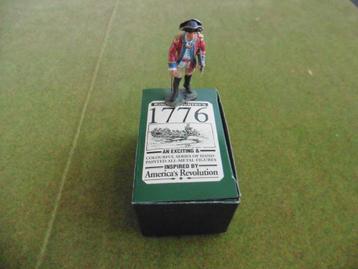 1776
AN EXCITING &
COLOURFUL SERIES OF HAND
PAINTED ALL-METAL FIGURES
INSPIRED BY
America's Revolution